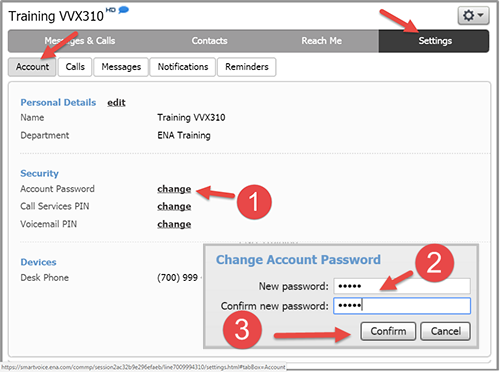 Training VVX310 HD
Messages & Calls Contacts Reach Me Settings
Account Calls Messages Notifications Reminders
Personal Details edit
Name Training VVX310
Department ENA Training
Security
Account Password change
1
Call Services PIN change
Voicemail PIN change
Devices
Desk Phone (700) 999
Change Account Password
New password: •••••
2
Confirm new password: •••••
3
Confirm Cancel
https://smartvoice.ena.com/commp/session2ac32b9e296efaeb/line7009994310/settings.html#tabBox=Account